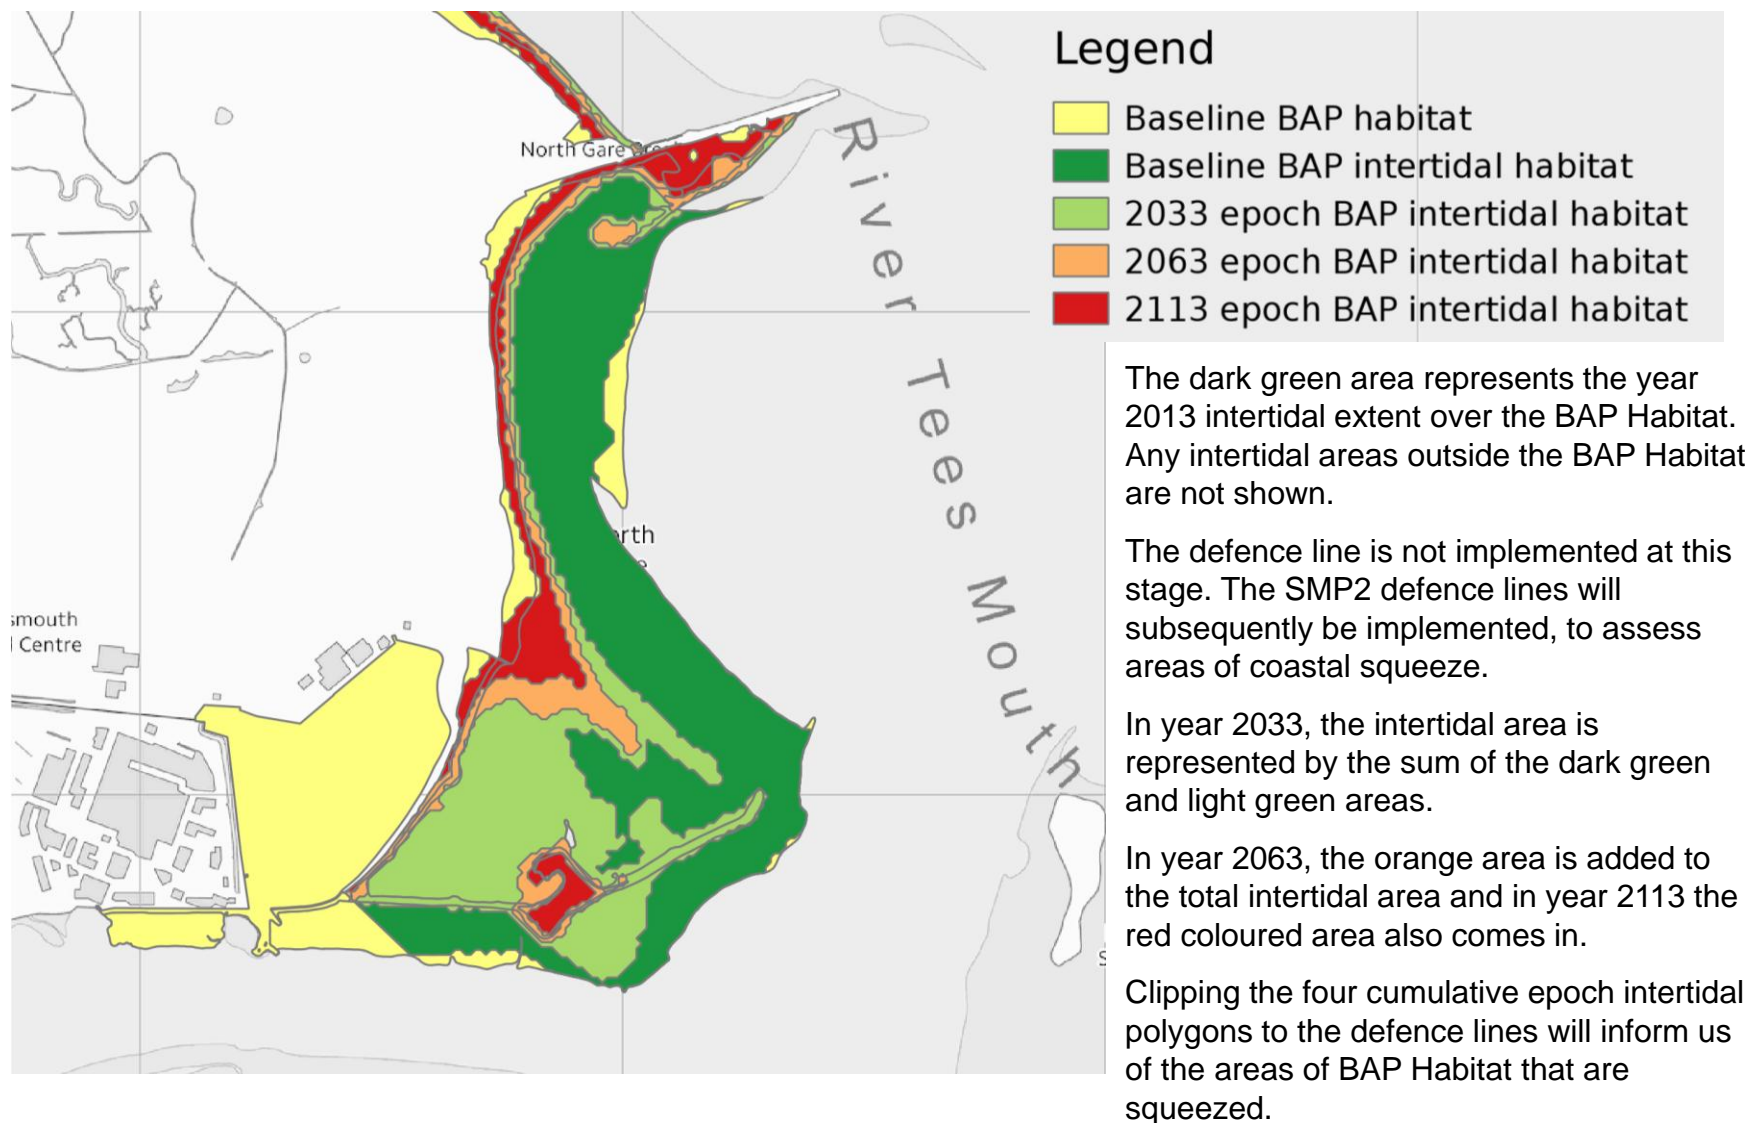 Legend
Baseline BAP habitat
Baseline BAP intertidal habitat
2033 epoch BAP intertidal habitat
2063 epoch BAP intertidal habitat
2113 epoch BAP intertidal habitat
North Gare
River Tees Mouth
orth
smouth
Centre
The dark green area represents the year
2013 intertidal extent over the BAP Habitat.
Any intertidal areas outside the BAP Habitat
are not shown.
The defence line is not implemented at this
stage. The SMP2 defence lines will
subsequently be implemented, to assess
areas of coastal squeeze.
In year 2033, the intertidal area is
represented by the sum of the dark green
and light green areas.
In year 2063, the orange area is added to
the total intertidal area and in year 2113 the
red coloured area also comes in.
Clipping the four cumulative epoch intertidal
polygons to the defence lines will inform us
of the areas of BAP Habitat that are
squeezed.